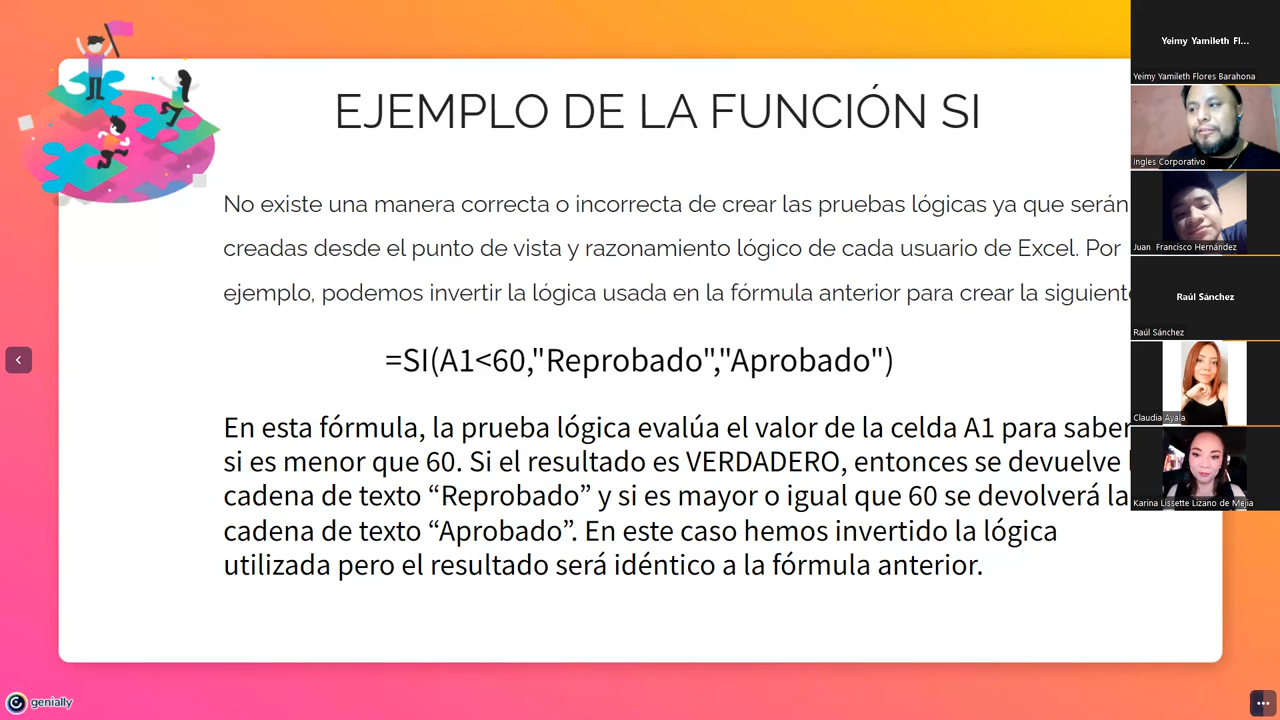 EJEMPLO DE LA FUNCIÓN SI
No existe una manera correcta o incorrecta de crear las pruebas lógicas ya que serán
creadas desde el punto de vista y razonamiento lógico de cada usuario de Excel. Por
ejemplo, podemos invertir la lógica usada en la fórmula anterior para crear la siguiente
=SI(A1<60,"Reprobado","Aprobado")
En esta fórmula, la prueba lógica evalúa el valor de la celda A1 para saber
si es menor que 60. Si el resultado es VERDADERO, entonces se devuelve
cadena de texto “Reprobado” y si es mayor o igual que 60 se devolverá la
cadena de texto “Aprobado”. En este caso hemos invertido la lógica
utilizada pero el resultado será idéntico a la fórmula anterior.
genially
Yeimy Yamileth Fl...
Yeimy Yamileth Flores Barahona
Ingles Corporativo
Juan Francisco Hernández
Raúl Sánchez
Raúl Sánchez
Claudia Ayala
Karina Lissette Lizano de Mejia